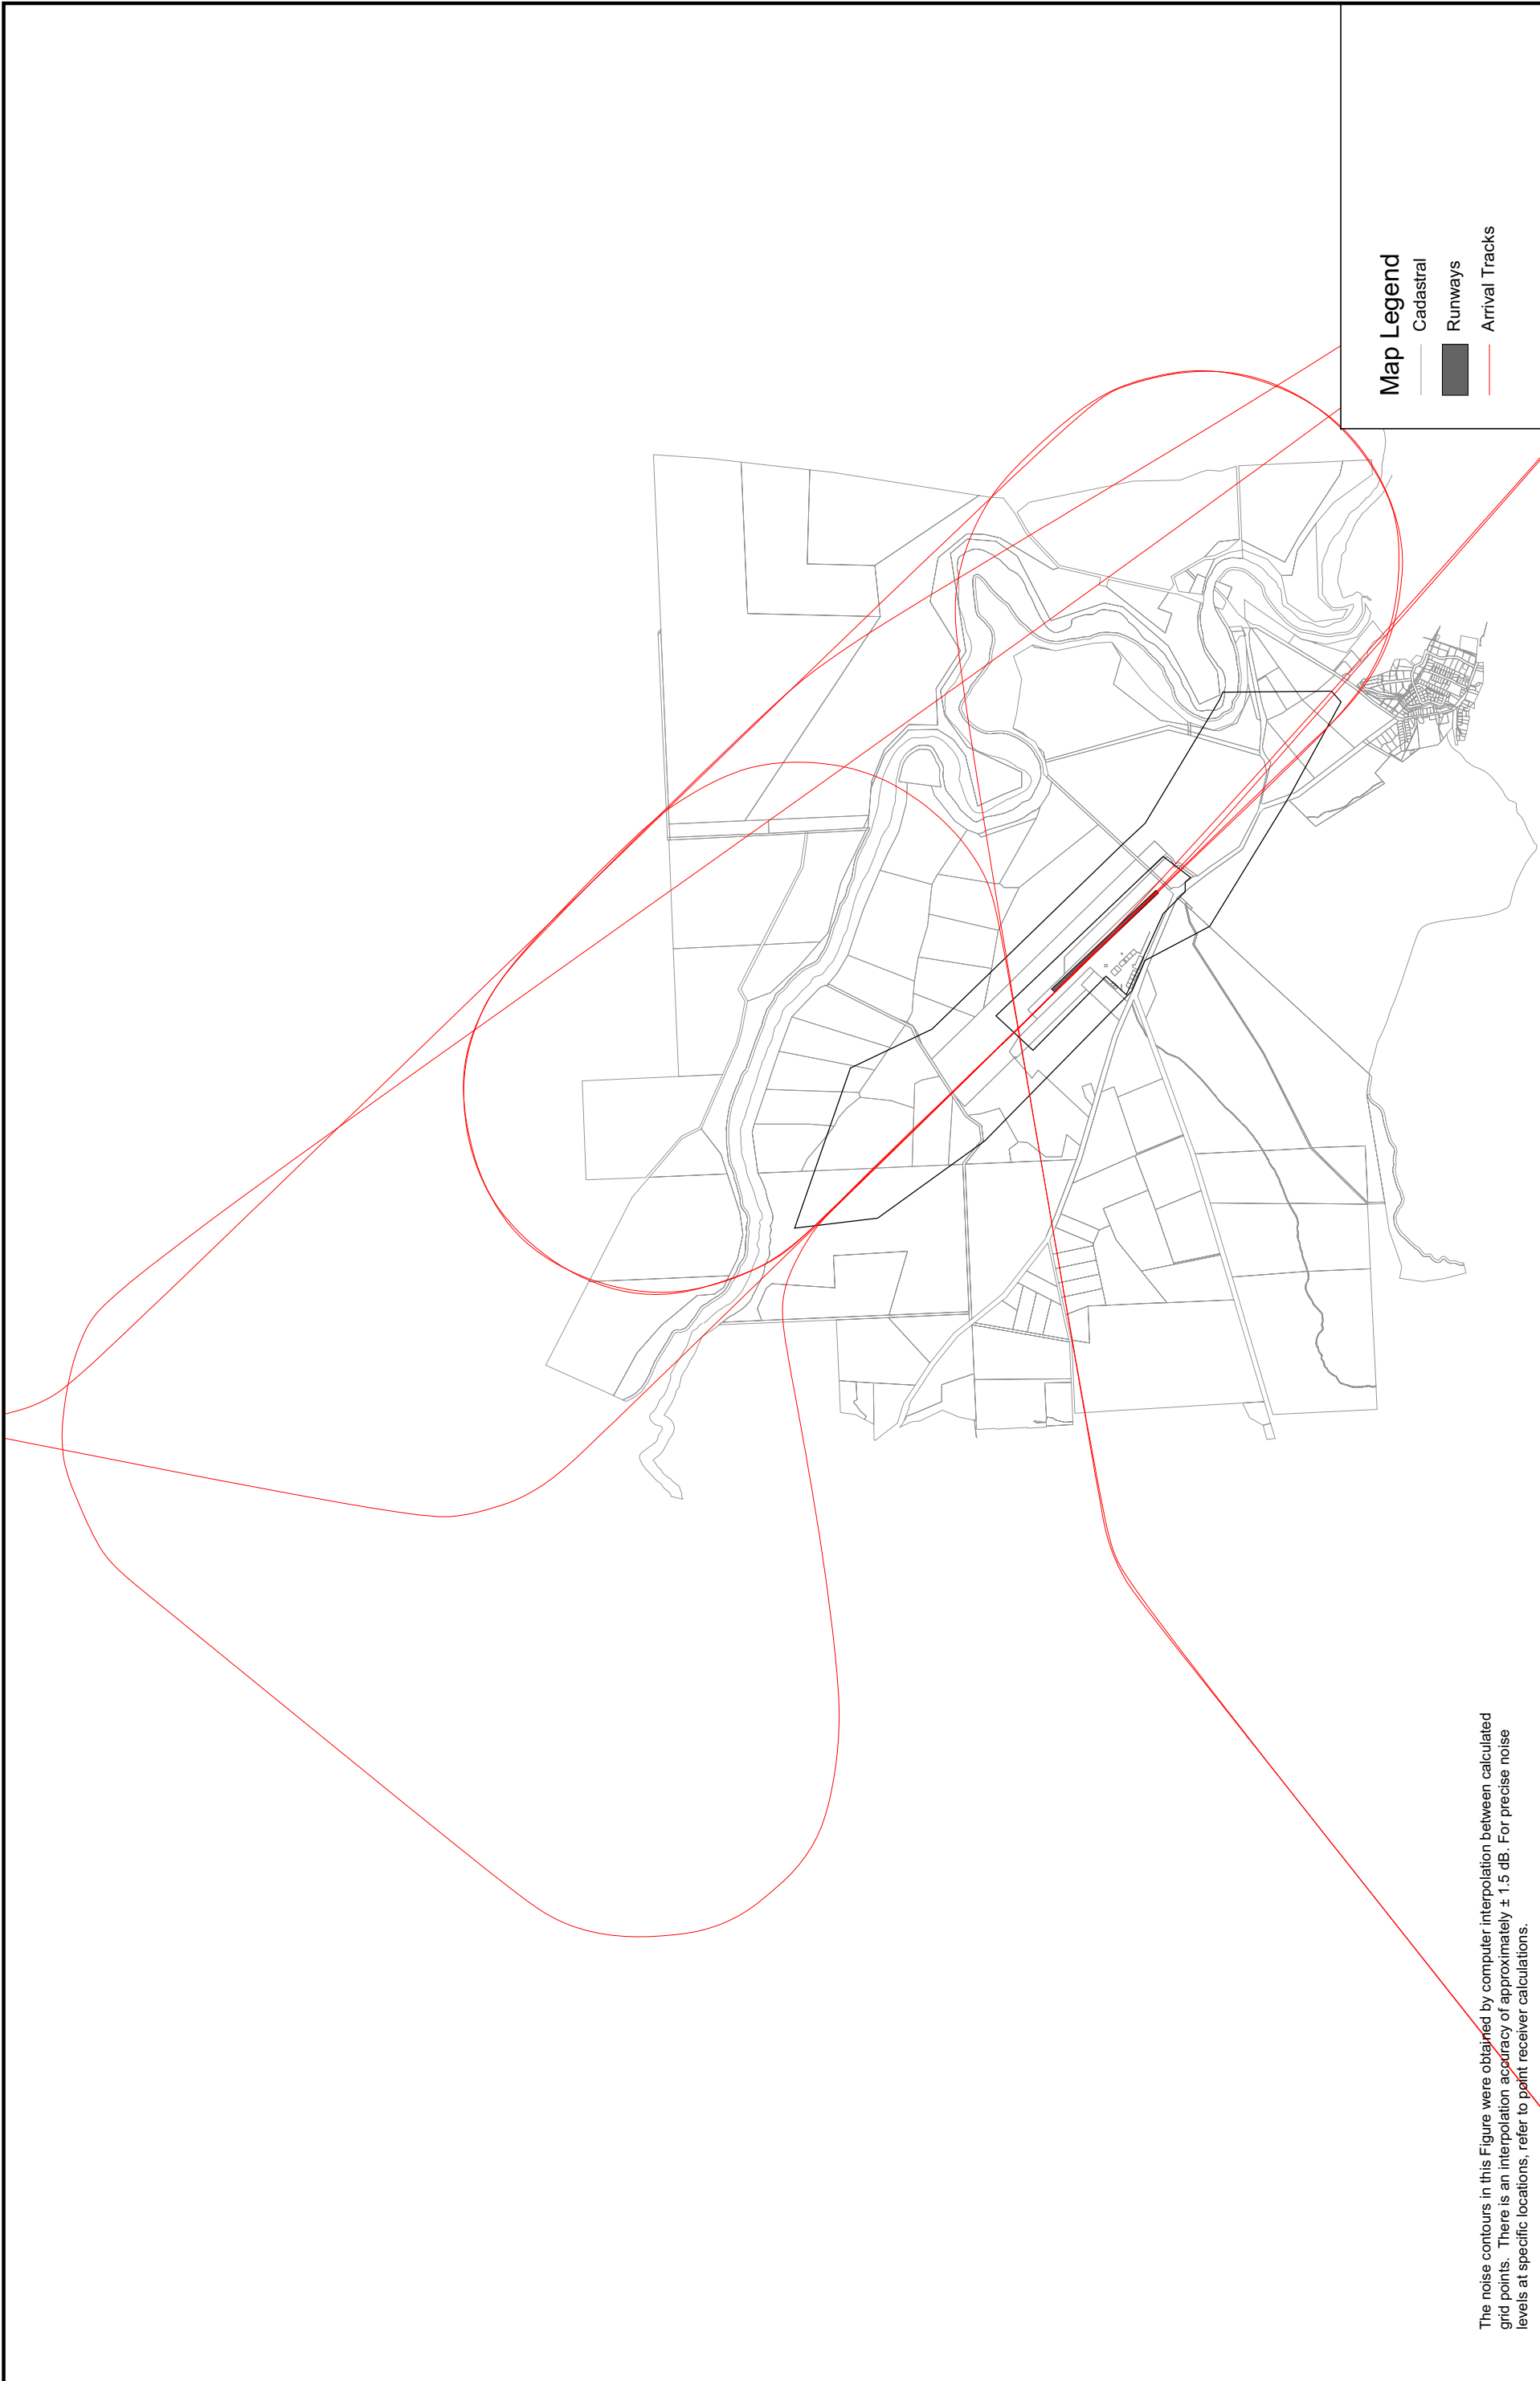 Map Legend
Cadastral
Runways
Arrival Tracks
The noise contours in this Figure were obtained by computer interpolation between calculated
grid points. There is an interpolation accuracy of approximately ± 1.5 dB. For precise noise
levels at specific locations, refer to point receiver calculations.